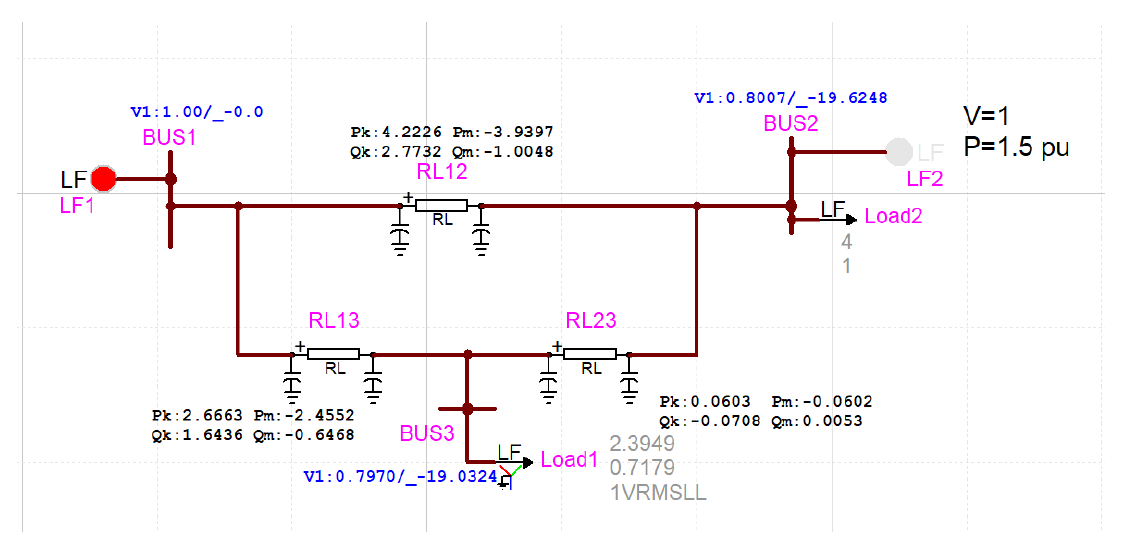 V1:1.00/_-0.0
BUS1
LF
LF1
Pk:4.2226 Pm:-3.9397
Qk:2.7732 Qm:-1.0048
RL12
+
RL
V1:0.8007/_-19.6248
BUS2
LF
LF2
V=1
P=1.5 pu
LF
Load2
4
1
RL13
+
RL
RL23
+
RL
Pk:2.6663 Pm:-2.4552
Qk:1.6436 Qm:-0.6468
Pk:0.0603 Pm:-0.0602
Qk:-0.0708 Qm:0.0053
BUS3
LF
Load1
2.3949
0.7179
1VRMSLL
V1:0.7970/_-19.0324